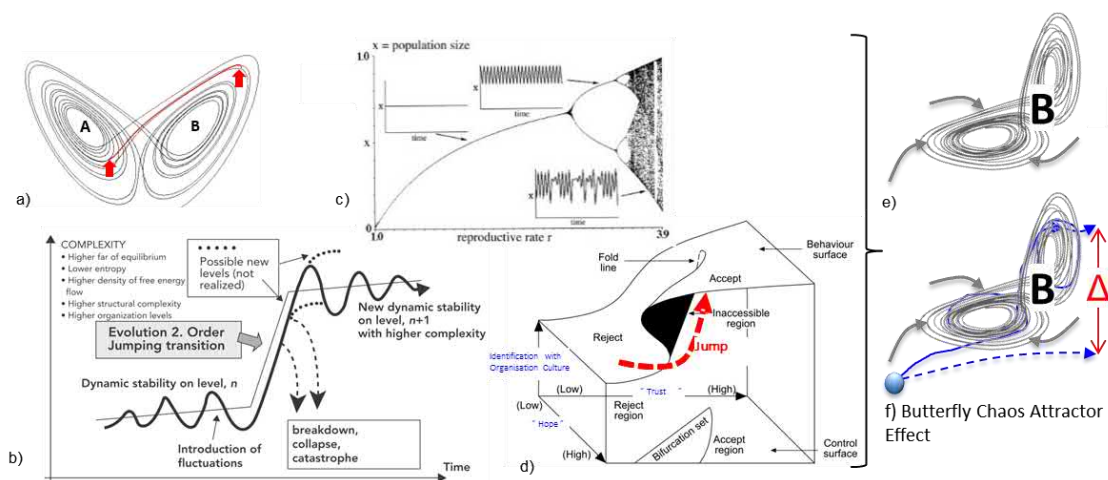 A
B
a)
x = population size
1.0
x
time
x
time
x
x
time
0
1.0
reproductive rate r
3.9
c)
COMPLEXITY
• Higher far of equilibrium
• Lower entropy
• Higher density of free energy
flow
• Higher structural complexity
• Higher organization levels
Possible new
levels (not
realized)
Evolution 2. Order
Jumping transition
New dynamic stability
on level, n+1
with higher complexity
Dynamic stability on level, n
Introduction of
fluctuations
breakdown,
collapse,
catastrophe
Time
b)
Behaviour
surface
Fold
line
Accept
Inaccessible
region
Reject
Jump
Identification with
Organisation Culture
(Low)
" Trust "
(High)
(Low)
Reject
region
" Hope "
(High)
Bifurcation set
Accept
region
Control
surface
d)
B
e)
B
Δ
f) Butterfly Chaos Attractor
Effect